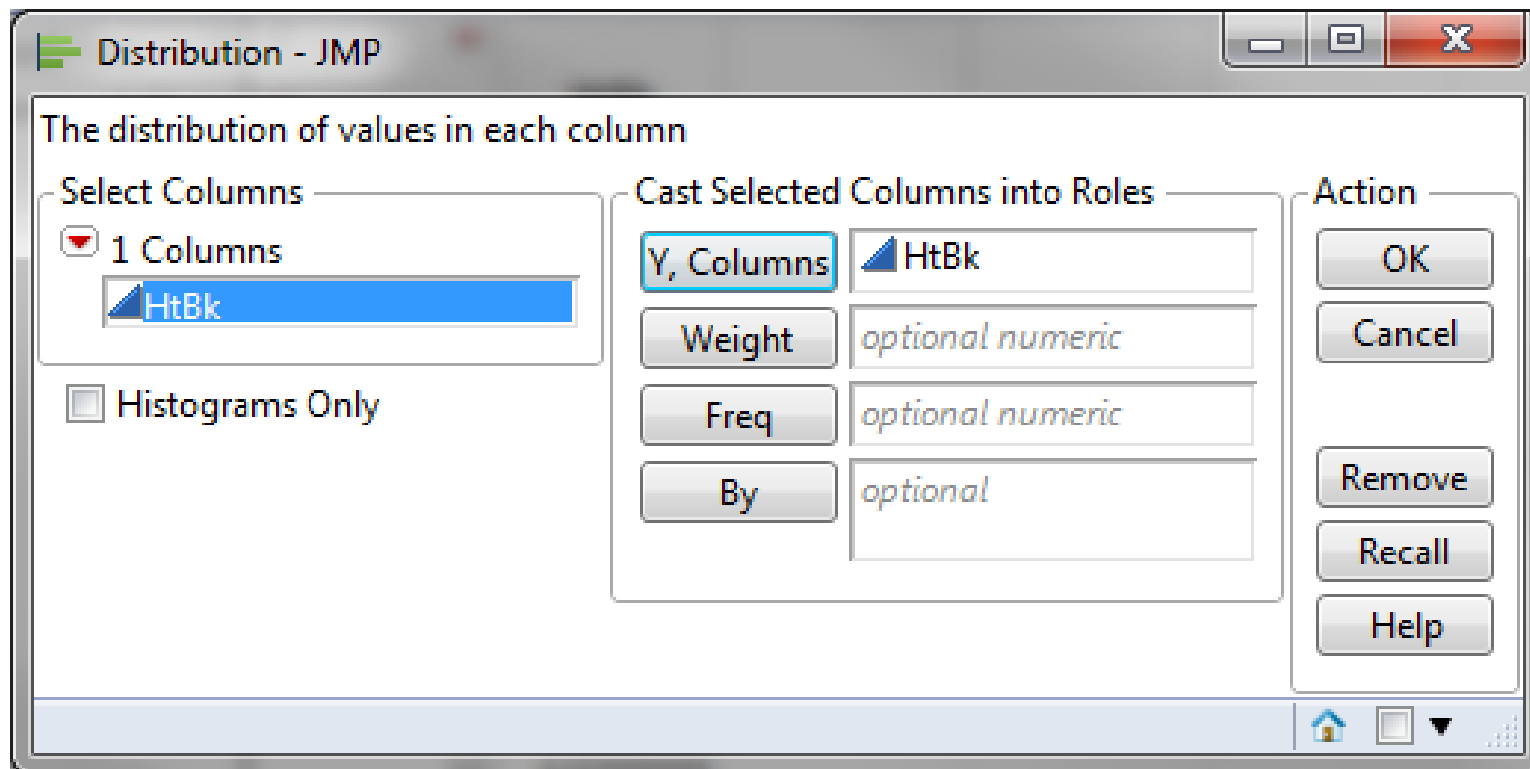 Distribution - JMP
The distribution of values in each column
Select Columns
1 Columns
HtBk
Histograms Only
Cast Selected Columns into Roles
Y, Columns HtBk
Weight optional numeric
Freq optional numeric
By optional
Action
OK
Cancel
Remove
Recall
Help